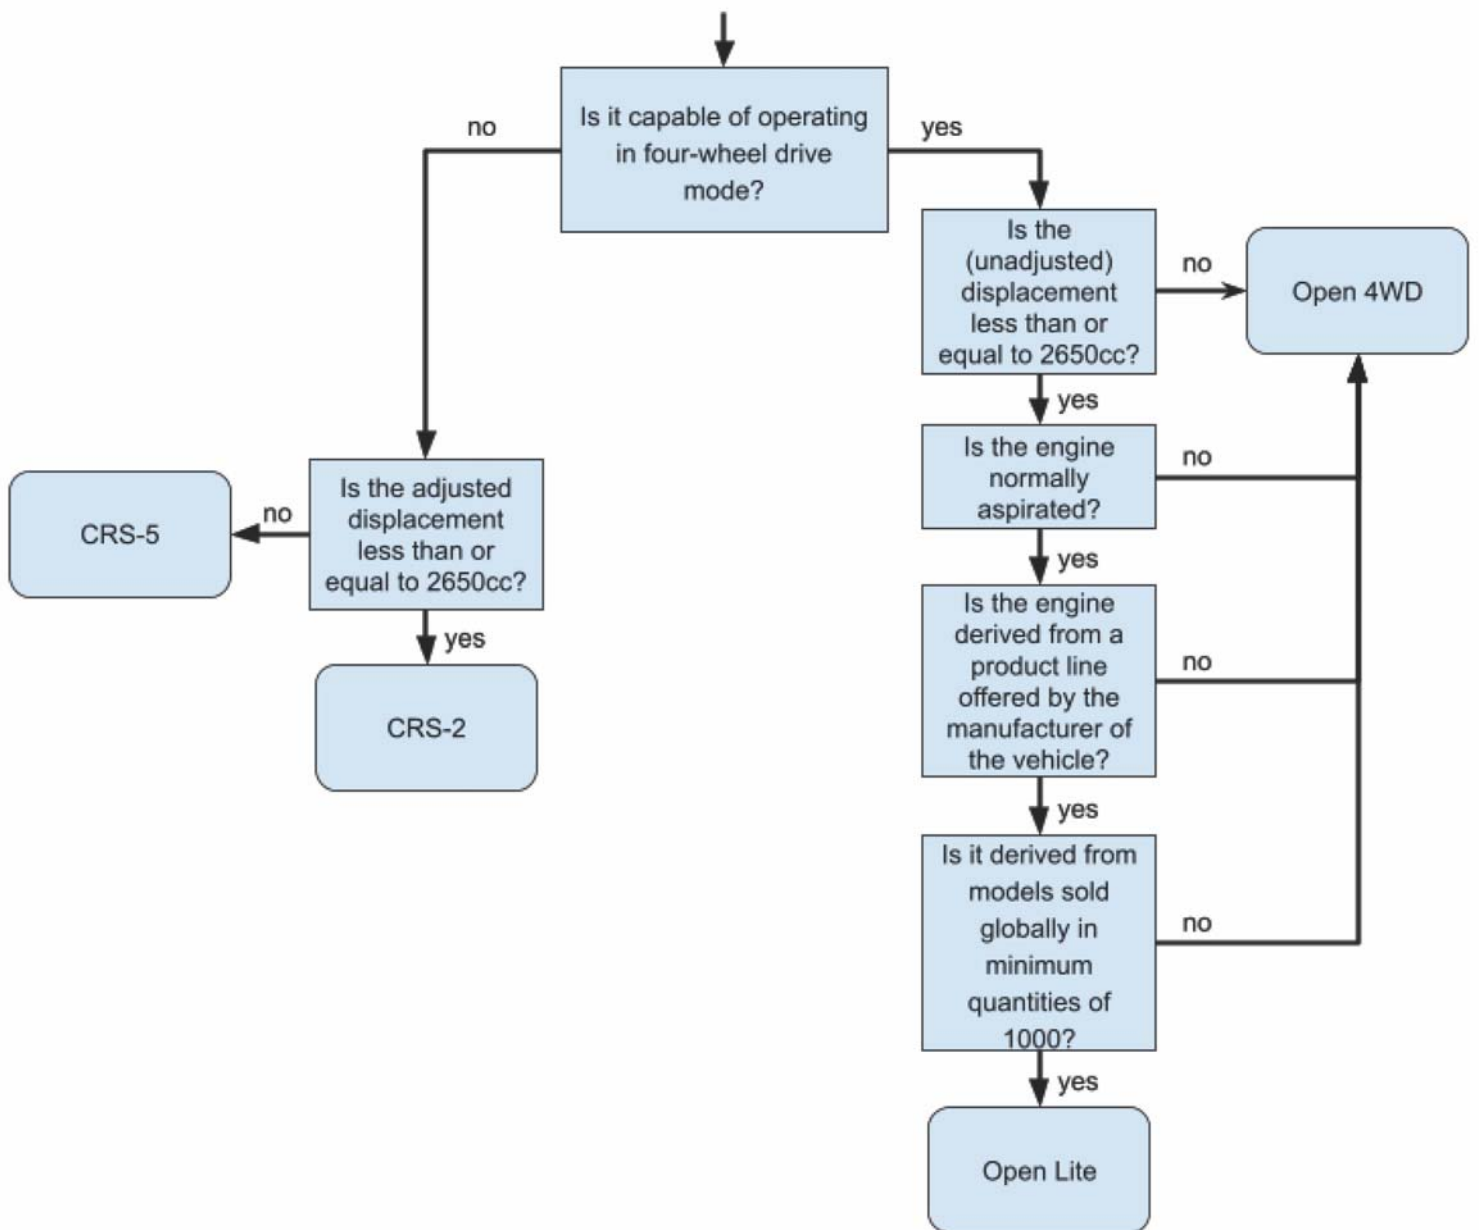 Is it capable of operating
in four-wheel drive
mode?
no
yes
Is the
(unadjusted)
displacement
less than or
equal to 2650cc?
no
Open 4WD
yes
Is the engine
normally
aspirated?
no
yes
Is the engine
derived from a
product line
offered by the
manufacturer of
the vehicle?
no
yes
Is it derived from
models sold
globally in
minimum
quantities of
1000?
no
yes
Open Lite
Is the adjusted
displacement
less than or
equal to 2650cc?
no
CRS-5
yes
CRS-2